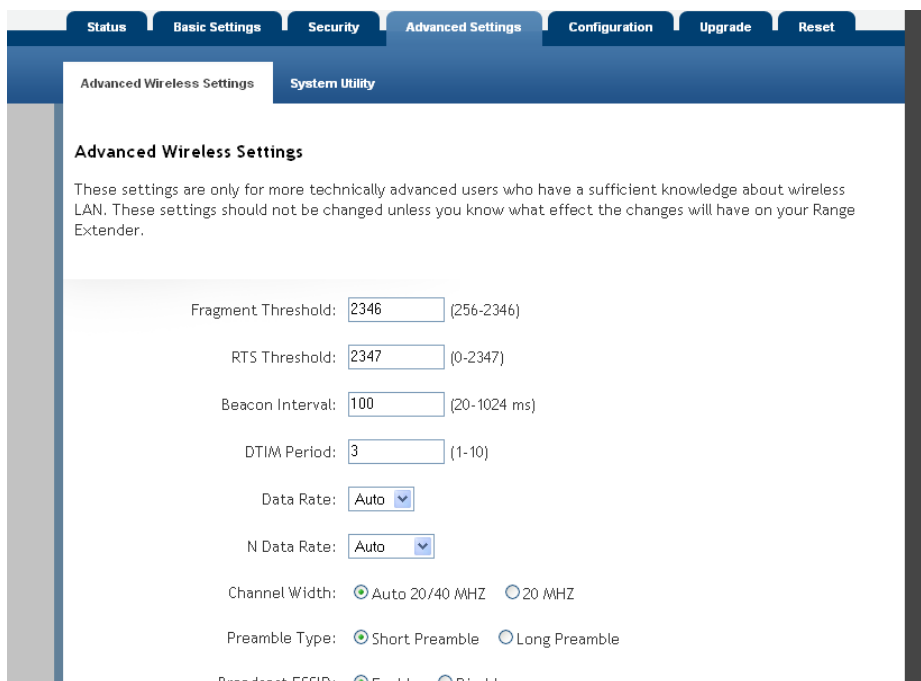 Status Basic Settings Security Advanced Settings Configuration Upgrade Reset
Advanced Wireless Settings System Utility
Advanced Wireless Settings
These settings are only for more technically advanced users who have a sufficient knowledge about wireless
LAN. These settings should not be changed unless you know what effect the changes will have on your Range
Extender.
Fragment Threshold: 2346 (256-2346)
RTS Threshold: 2347 (0-2347)
Beacon Interval: 100 (20-1024 ms)
DTIM Period: 3 (1-10)
Data Rate: Auto
N Data Rate: Auto
Channel Width: Auto 20/40 MHZ 20 MHZ
Preamble Type: Short Preamble Long Preamble